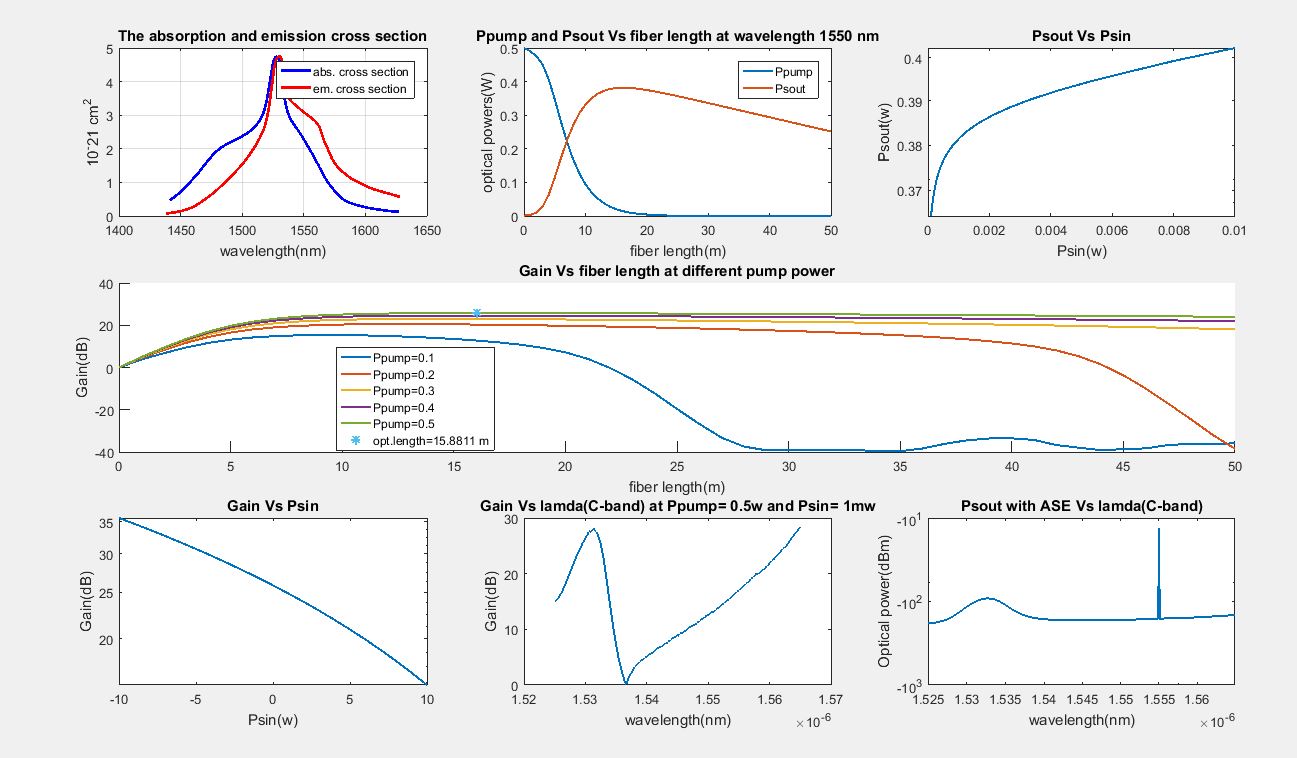 The absorption and emission cross section
5
4
3
2
1
0
10^-21 cm^2
abs. cross section
em. cross section
1400 1450 1500 1550 1600 1650
wavelength(nm)
Ppump and Psout Vs fiber length at wavelength 1550 nm
0.5
0.4
0.3
0.2
0.1
0
optical powers(W)
Ppump
Psout
0 10 20 30 40 50
fiber length(m)
Psout Vs Psin
0.4
0.39
0.38
0.37
Psout(w)
0 0.002 0.004 0.006 0.008 0.01
Psin(w)
Gain Vs fiber length at different pump power
40
20
0
-20
-40
Gain(dB)
Ppump=0.1
Ppump=0.2
Ppump=0.3
Ppump=0.4
Ppump=0.5
opt.length=15.8811 m
0 5 10 15 20 25 30 35 40 45 50
fiber length(m)
Gain Vs Psin
35
30
25
20
Gain(dB)
-10 -5 0 5 10
Psin(w)
Gain Vs lamda(C-band) at Ppump= 0.5w and Psin= 1mw
30
20
10
0
Gain(dB)
1.52 1.53 1.54 1.55 1.56 1.57
wavelength(nm)
×10^-6
Psout with ASE Vs lamda(C-band)
-10^1
-10^2
-10^3
Optical power(dBm)
1.525 1.53 1.535 1.54 1.545 1.55 1.555 1.56
wavelength(nm)
×10^-6